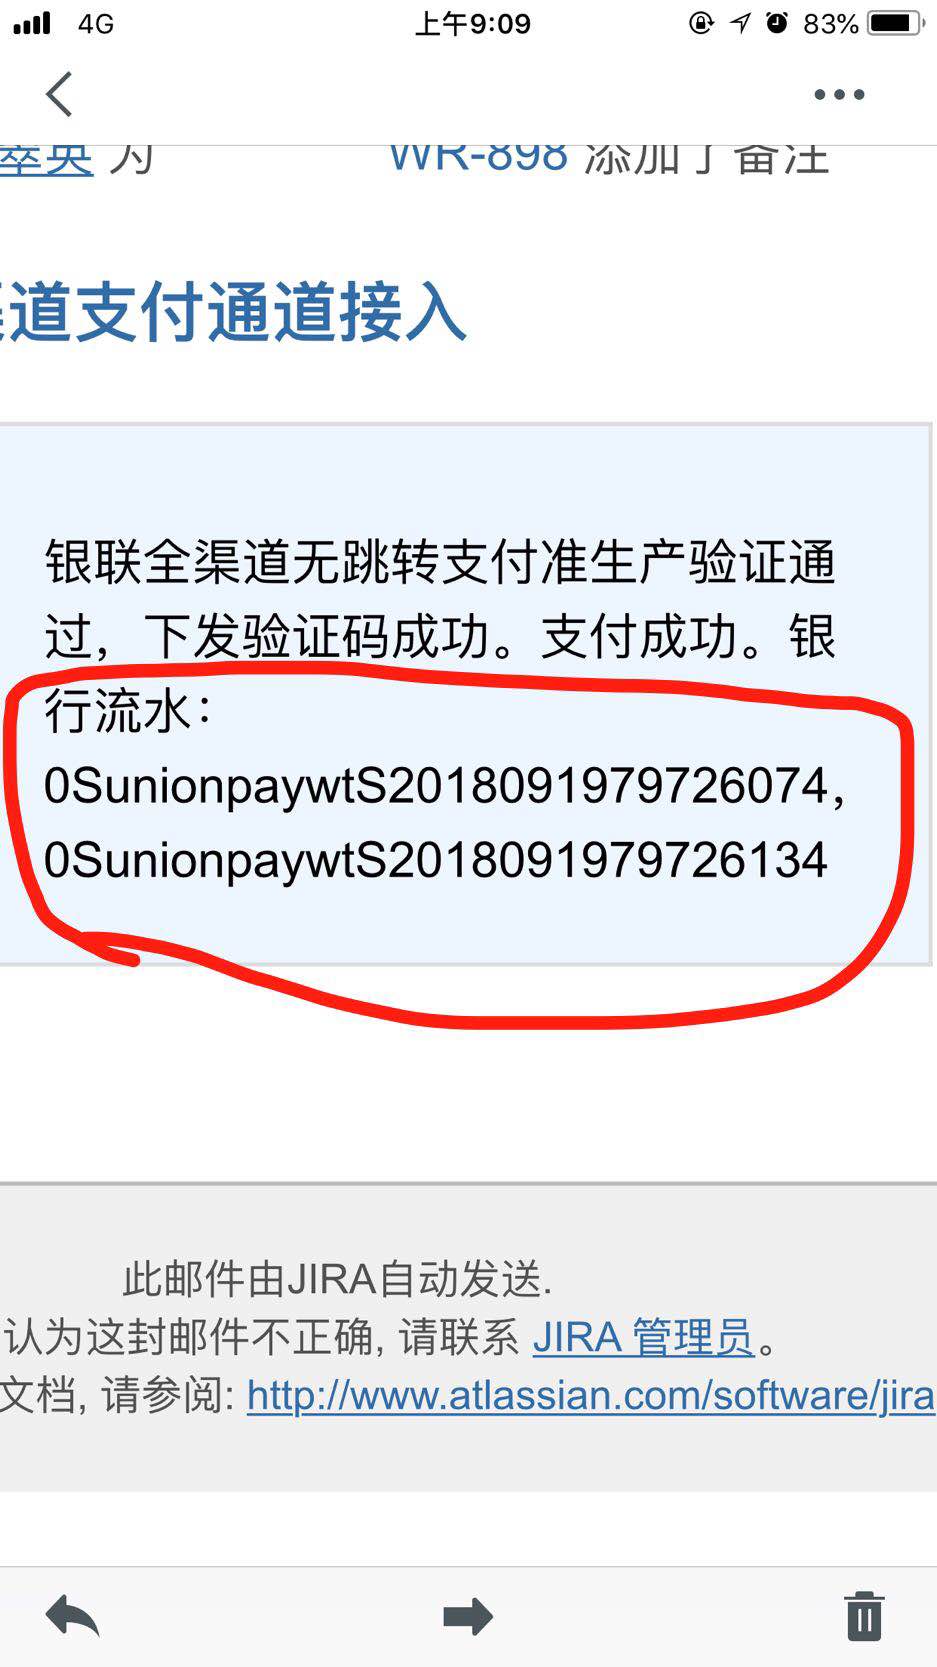 4G 上午9:09 83%
萃英 为 WR-898 添加了备注
道支付通道接入
银联全渠道无跳转支付准生产验证通
过，下发验证码成功。支付成功。银
行流水：
0SunionpaywtS2018091979726074,
0SunionpaywtS2018091979726134
此邮件由JIRA自动发送.
认为这封邮件不正确, 请联系 JIRA 管理员。
文档, 请参阅: http://www.atlassian.com/software/jira